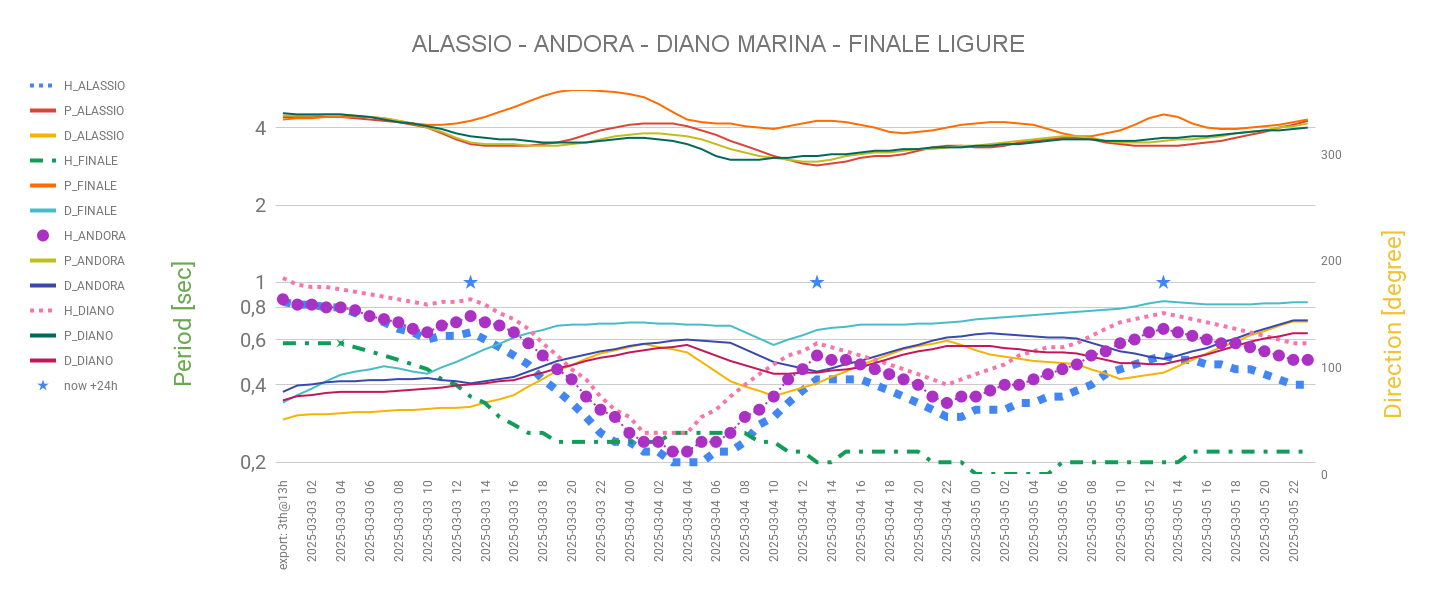 ALASSIO - ANDORA - DIANO MARINA - FINALE LIGURE
H_ALASSIO
P_ALASSIO
D_ALASSIO
H_FINALE
P_FINALE
D_FINALE
H_ANDORA
P_ANDORA
D_ANDORA
H_DIANO
P_DIANO
D_DIANO
now +24h
Period [sec]
4
2
1
0,8
0,6
0,4
0,2
300
200
100
0
Direction [degree]
export: 3th@13h
2025-03-03 02
2025-03-03 04
2025-03-03 06
2025-03-03 08
2025-03-03 10
2025-03-03 12
2025-03-03 14
2025-03-03 16
2025-03-03 18
2025-03-03 20
2025-03-03 22
2025-03-04 00
2025-03-04 02
2025-03-04 04
2025-03-04 06
2025-03-04 08
2025-03-04 10
2025-03-04 12
2025-03-04 14
2025-03-04 16
2025-03-04 18
2025-03-04 20
2025-03-04 22
2025-03-05 00
2025-03-05 02
2025-03-05 04
2025-03-05 06
2025-03-05 08
2025-03-05 10
2025-03-05 12
2025-03-05 14
2025-03-05 16
2025-03-05 18
2025-03-05 20
2025-03-05 22